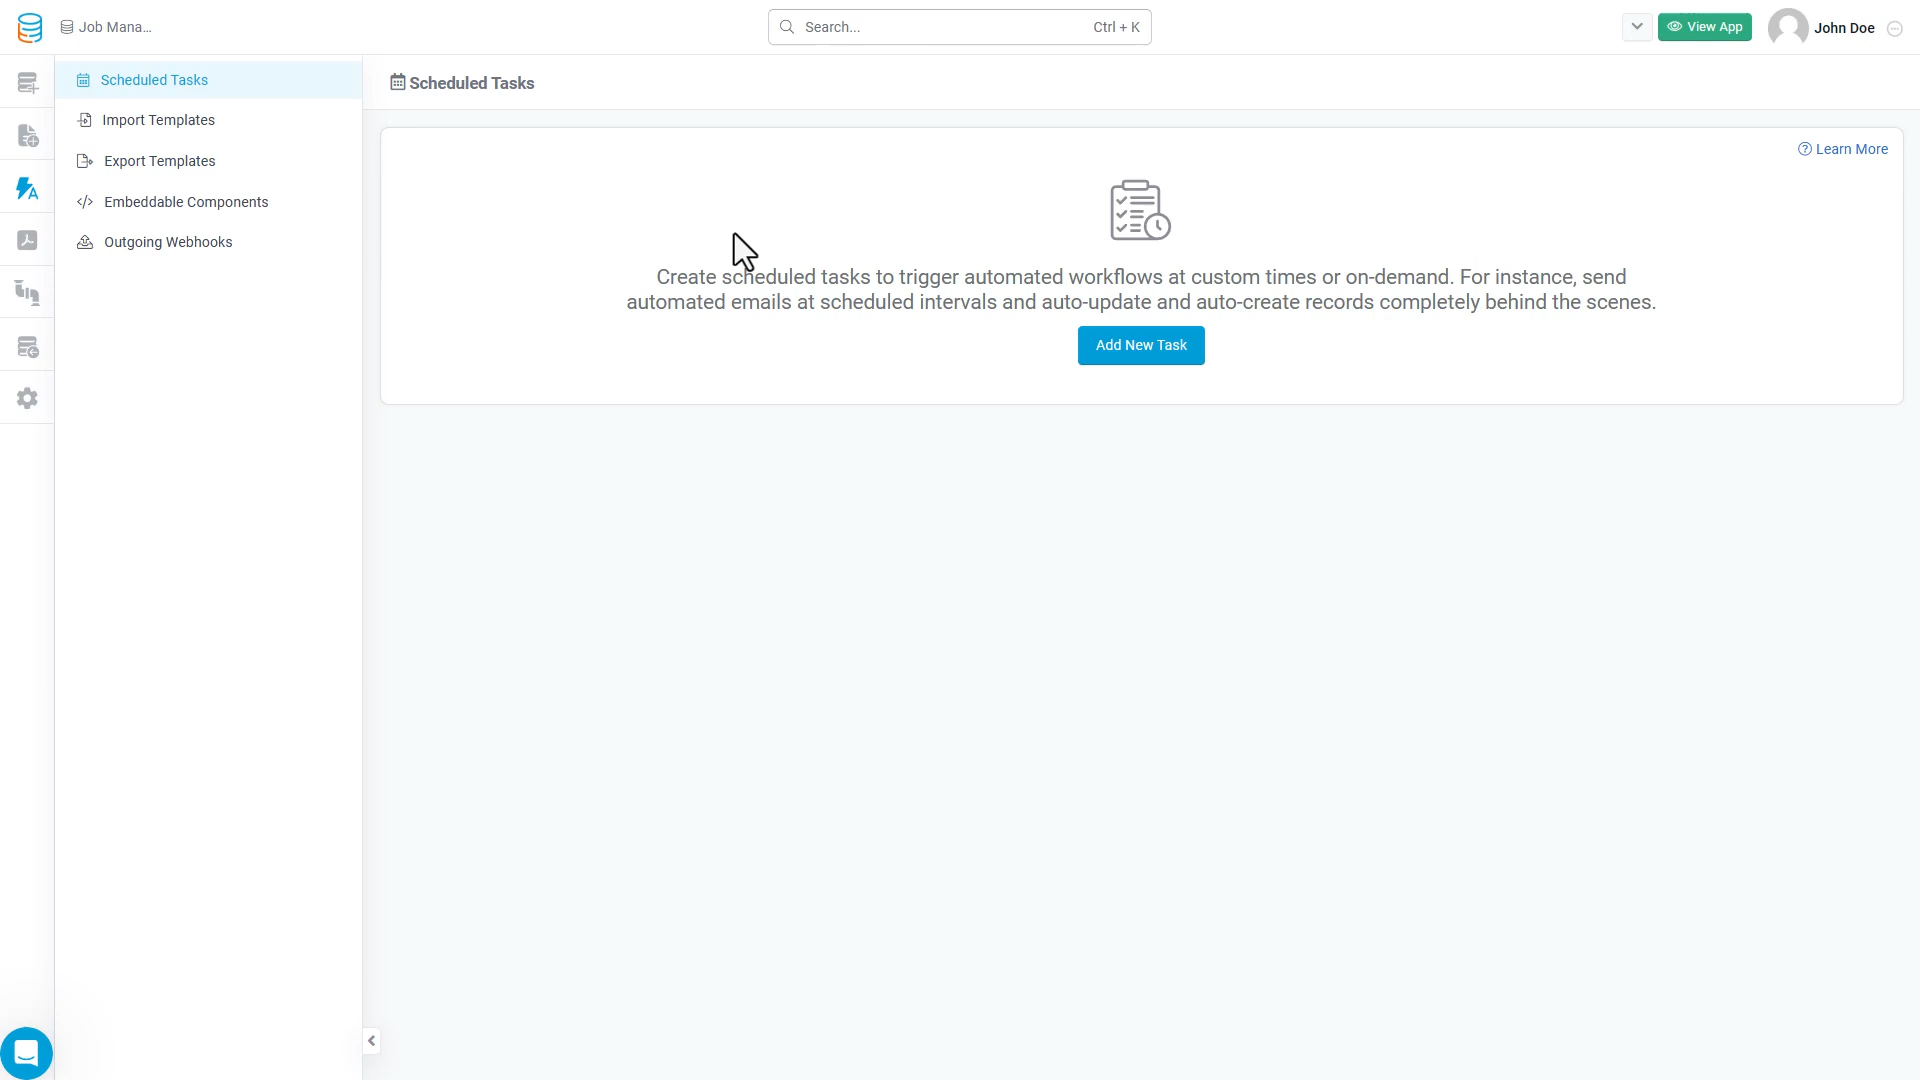 Job Mana...
Search...
Ctrl + K
View App
John Doe
Scheduled Tasks
Import Templates
Export Templates
Embeddable Components
Outgoing Webhooks
Scheduled Tasks
Learn More
Create scheduled tasks to trigger automated workflows at custom times or on-demand. For instance, send
automated emails at scheduled intervals and auto-update and auto-create records completely behind the scenes.
Add New Task